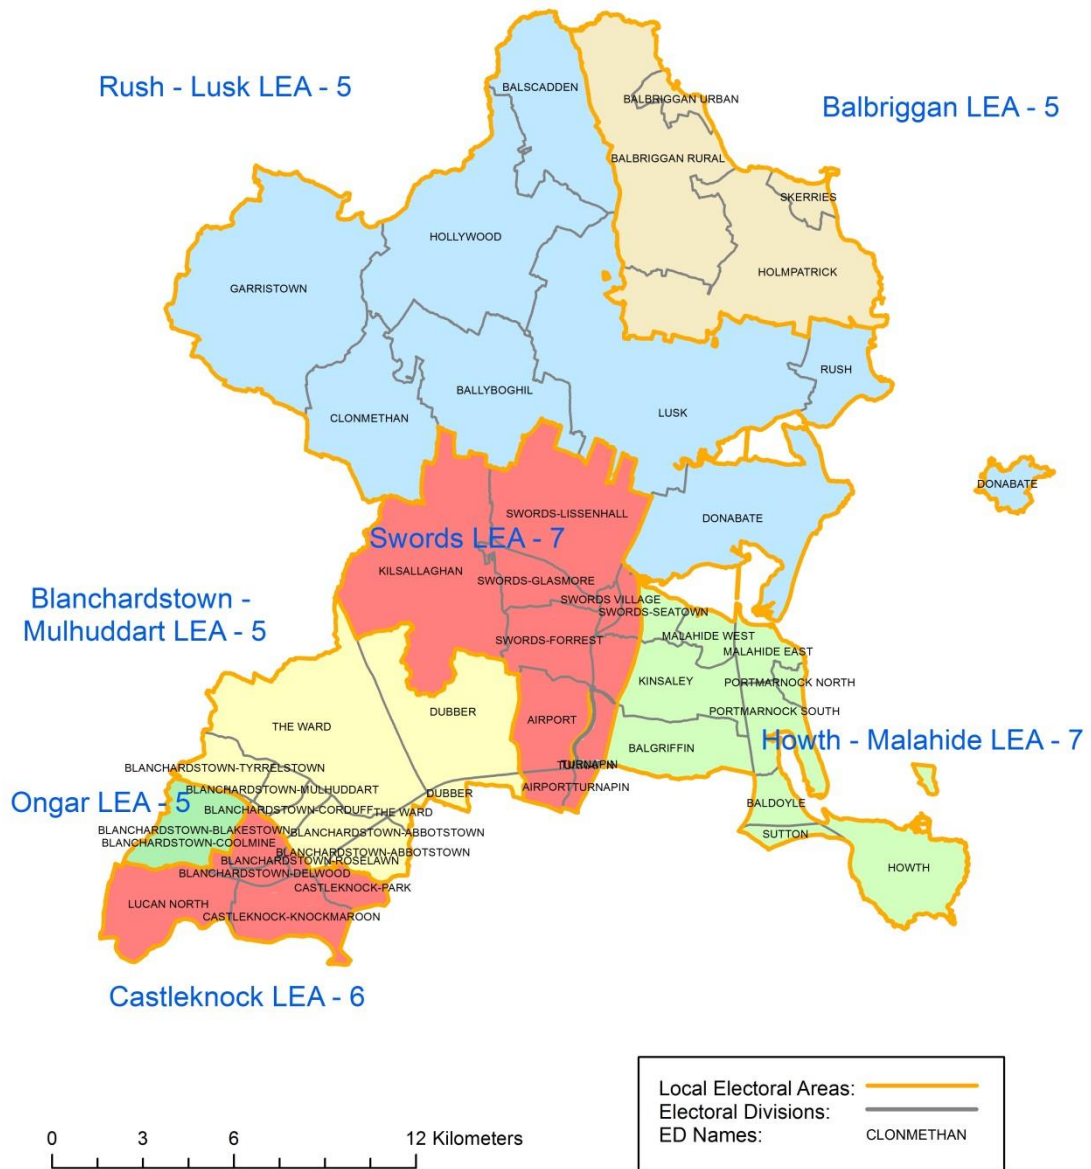 Rush - Lusk LEA - 5
BALSCADDEN
BALBRIGGAN URBAN
Balbriggan LEA - 5
BALBRIGGAN RURAL
SKERRIES
HOLLYWOOD
HOLMPATRICK
GARRISTOWN
RUSH
BALLYBOGHIL
LUSK
CLONMETHAN
DONABATE
SWORDS-LISSENHALL
DONABATE
Swords LEA - 7
KILSALLAGHAN
SWORDS-GLASMORE
Blanchardstown -
Mulhuddart LEA - 5
SWORDS VILLAGE
SWORDS-SEATOWN
SWORDS-FORREST
MALAHIDE WEST
MALAHIDE EAST
KINSALEY
PORTMARNOCK NORTH
DUBBER
PORTMARNOCK SOUTH
THE WARD
AIRPORT
BALGRIFFIN
Howth - Malahide LEA - 7
BLANCHARDSTOWN-TYRRELSTOWN
TURNAPIN
BLANCHARDSTOWN-MULHUDDART
DUBBER
AIRPORT
TURNAPIN
Ongar LEA - 5
BLANCHARDSTOWN-CORDUFF
THE WARD
BALDOYLE
BLANCHARDSTOWN-BLAKESTOWN
BLANCHARDSTOWN-ABBOTSTOWN
SUTTON
BLANCHARDSTOWN-COOLMINE
BLANCHARDSTOWN-ABBOTSTOWN
BLANCHARDSTOWN-ROSELAWN
HOWTH
BLANCHARDSTOWN-DELWOOD
CASTLEKNOCK-PARK
LUCAN NORTH
CASTLEKNOCK-KNOCKMAROON
Castleknock LEA - 6
0 3 6 12 Kilometers
Local Electoral Areas:
Electoral Divisions:
ED Names: CLONMETHAN